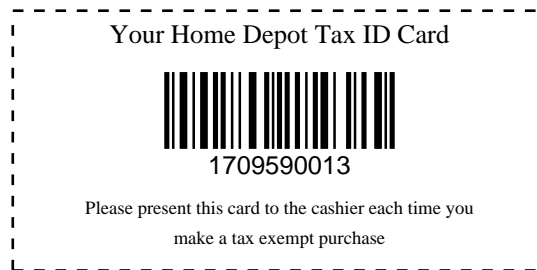 Your Home Depot Tax ID Card
1709590013
Please present this card to the cashier each time you
make a tax exempt purchase